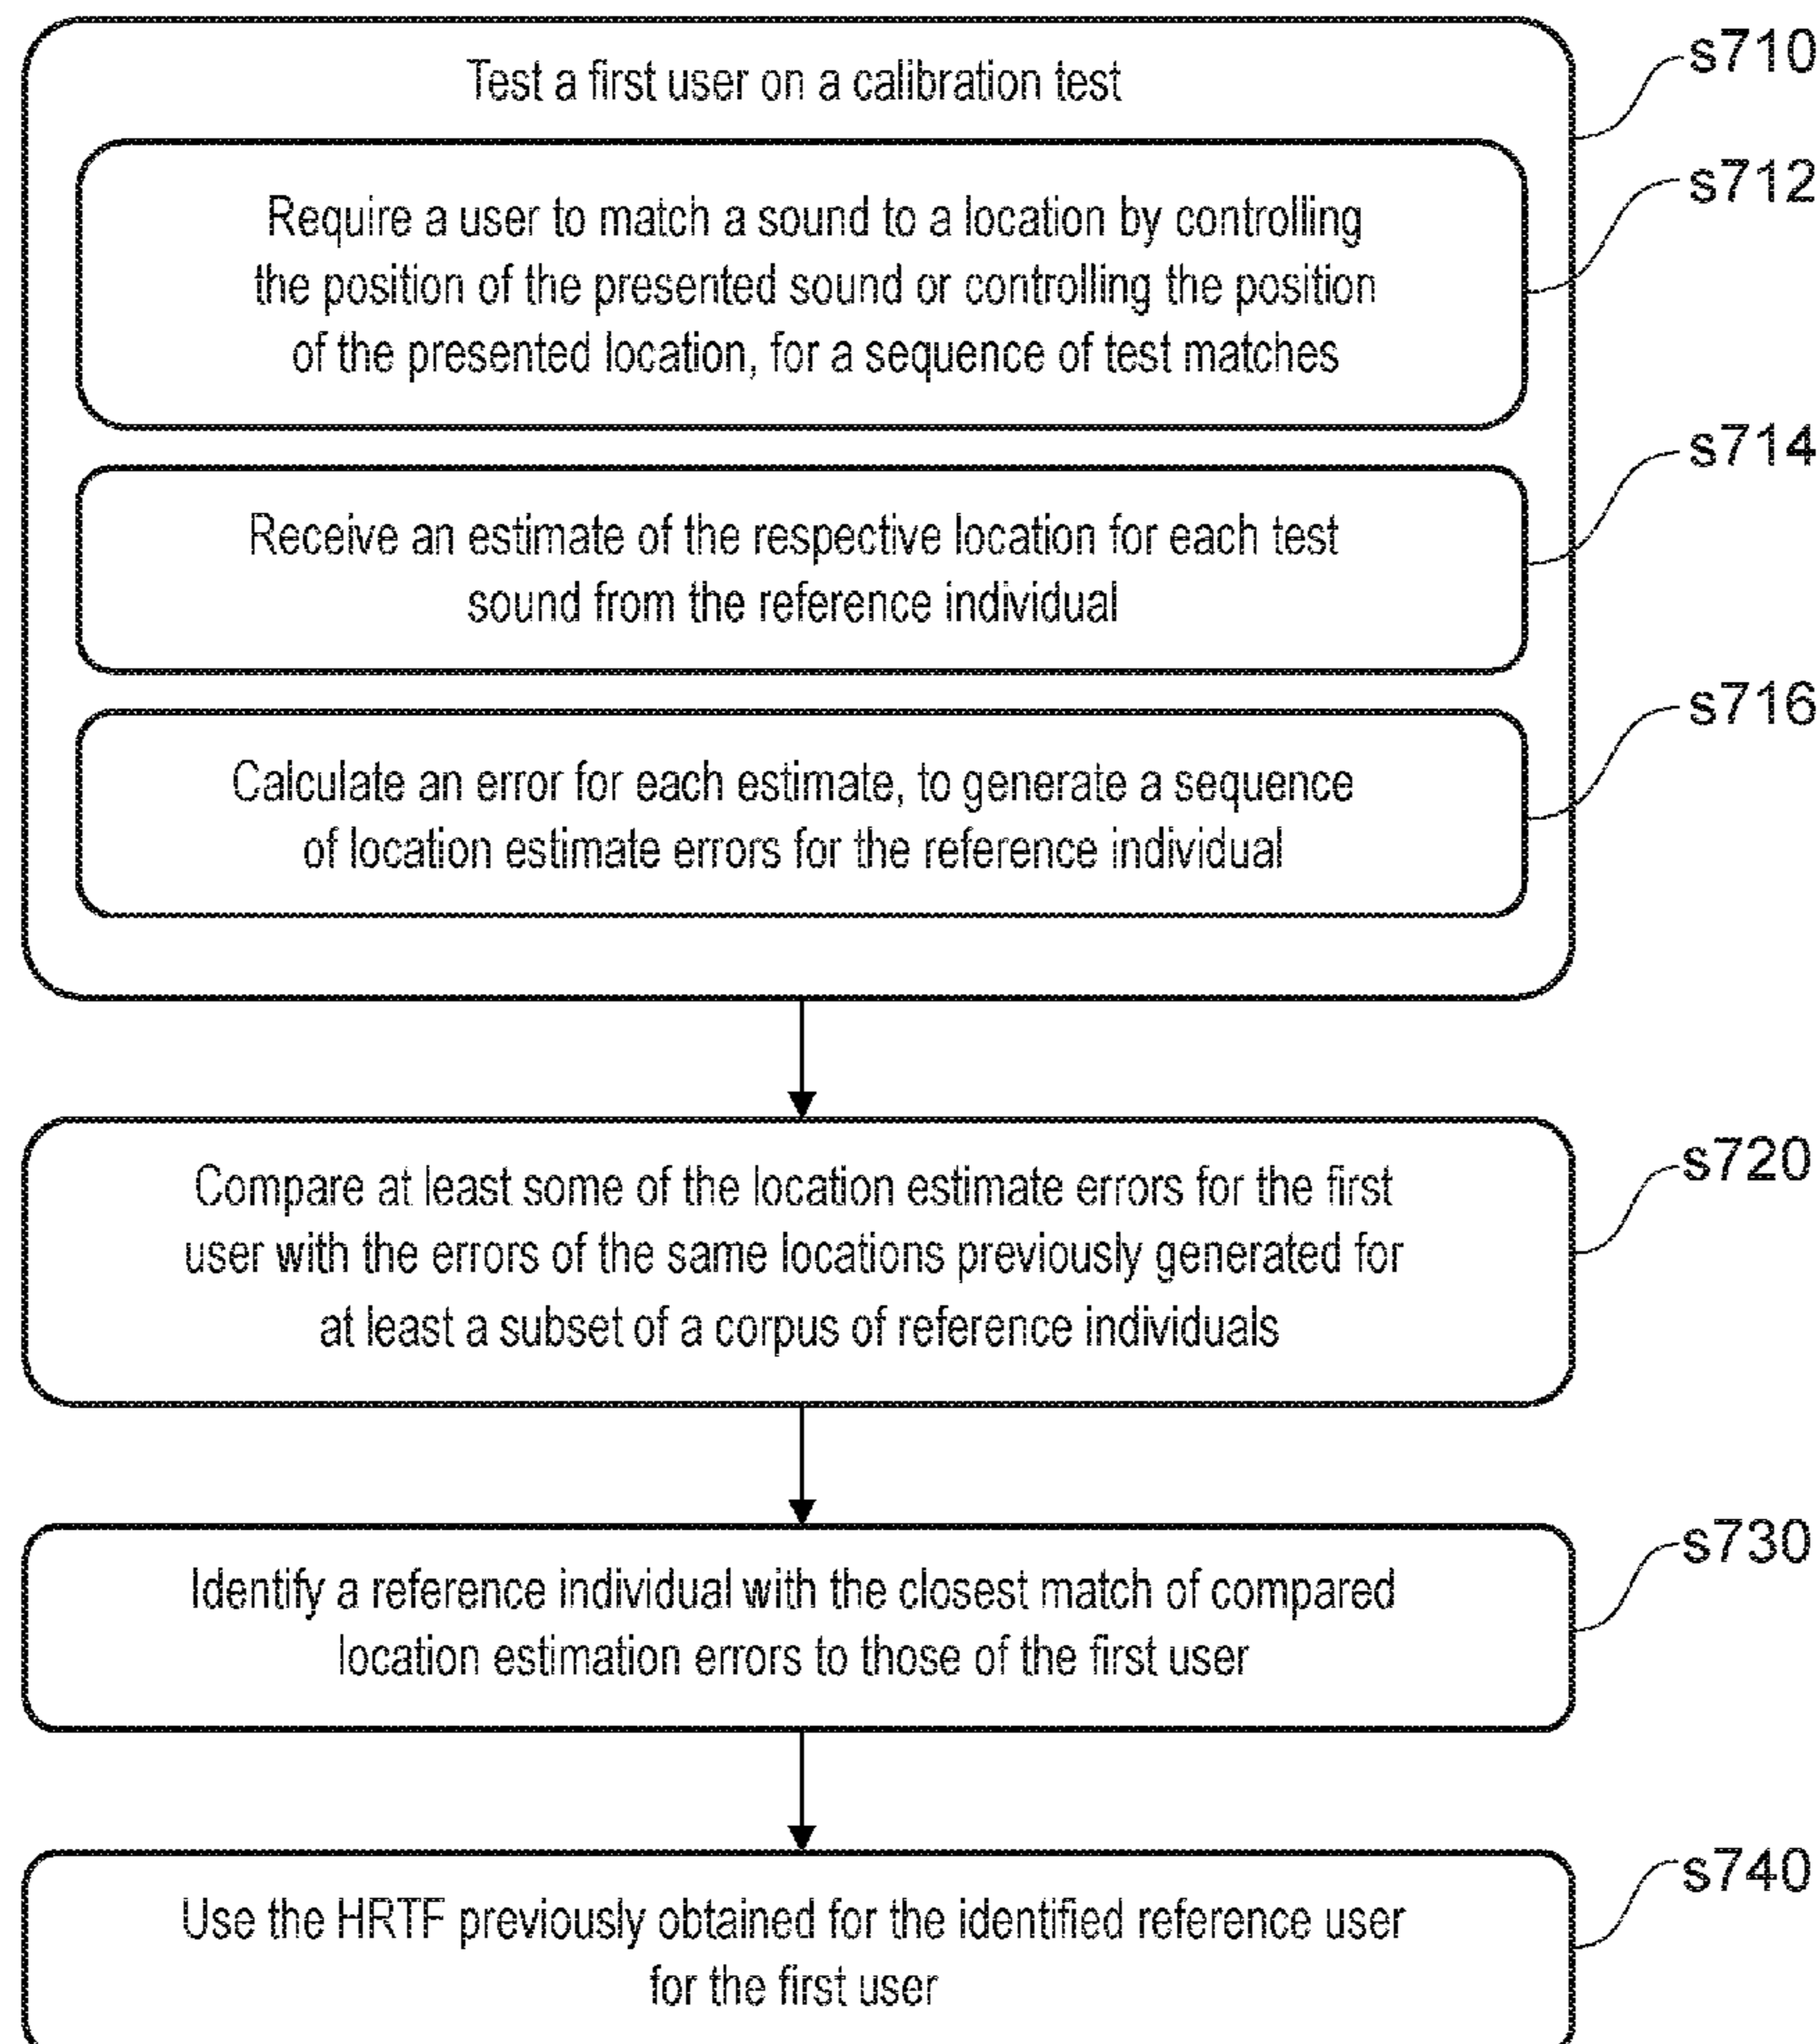 Test a first user on a calibration test
s710
Require a user to match a sound to a location by controlling
the position of the presented sound or controlling the position
of the presented location, for a sequence of test matches
s712
Receive an estimate of the respective location for each test
sound from the reference individual
s714
Calculate an error for each estimate, to generate a sequence
of location estimate errors for the reference individual
s716
Compare at least some of the location estimate errors for the first
user with the errors of the same locations previously generated for
at least a subset of a corpus of reference individuals
s720
Identify a reference individual with the closest match of compared
location estimation errors to those of the first user
s730
Use the HRTF previously obtained for the identified reference user
for the first user
s740